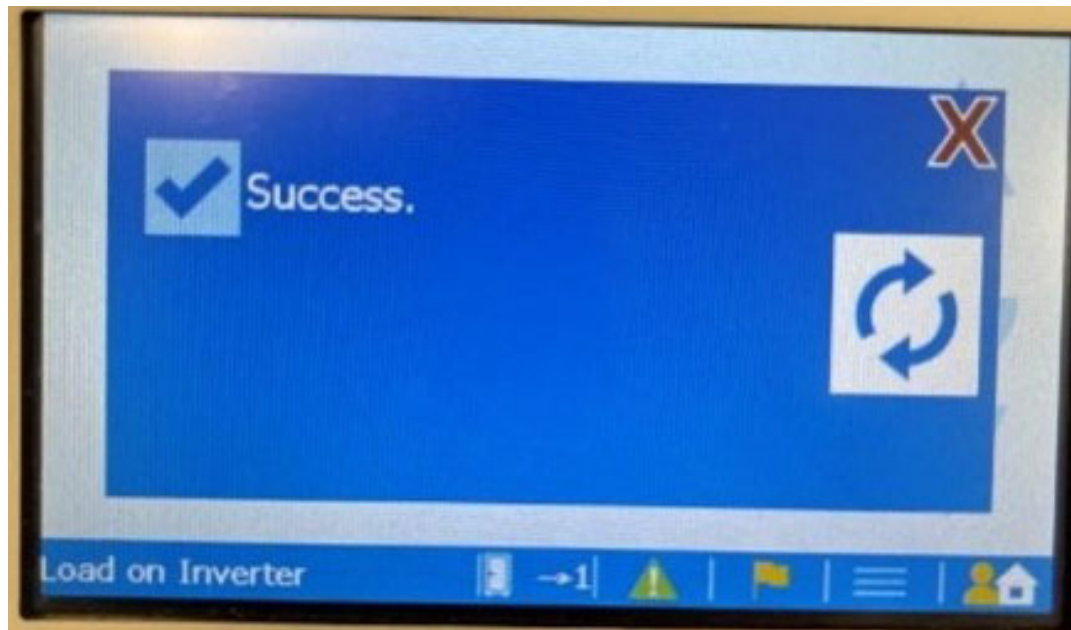 X
Success.
Load on Inverter →1